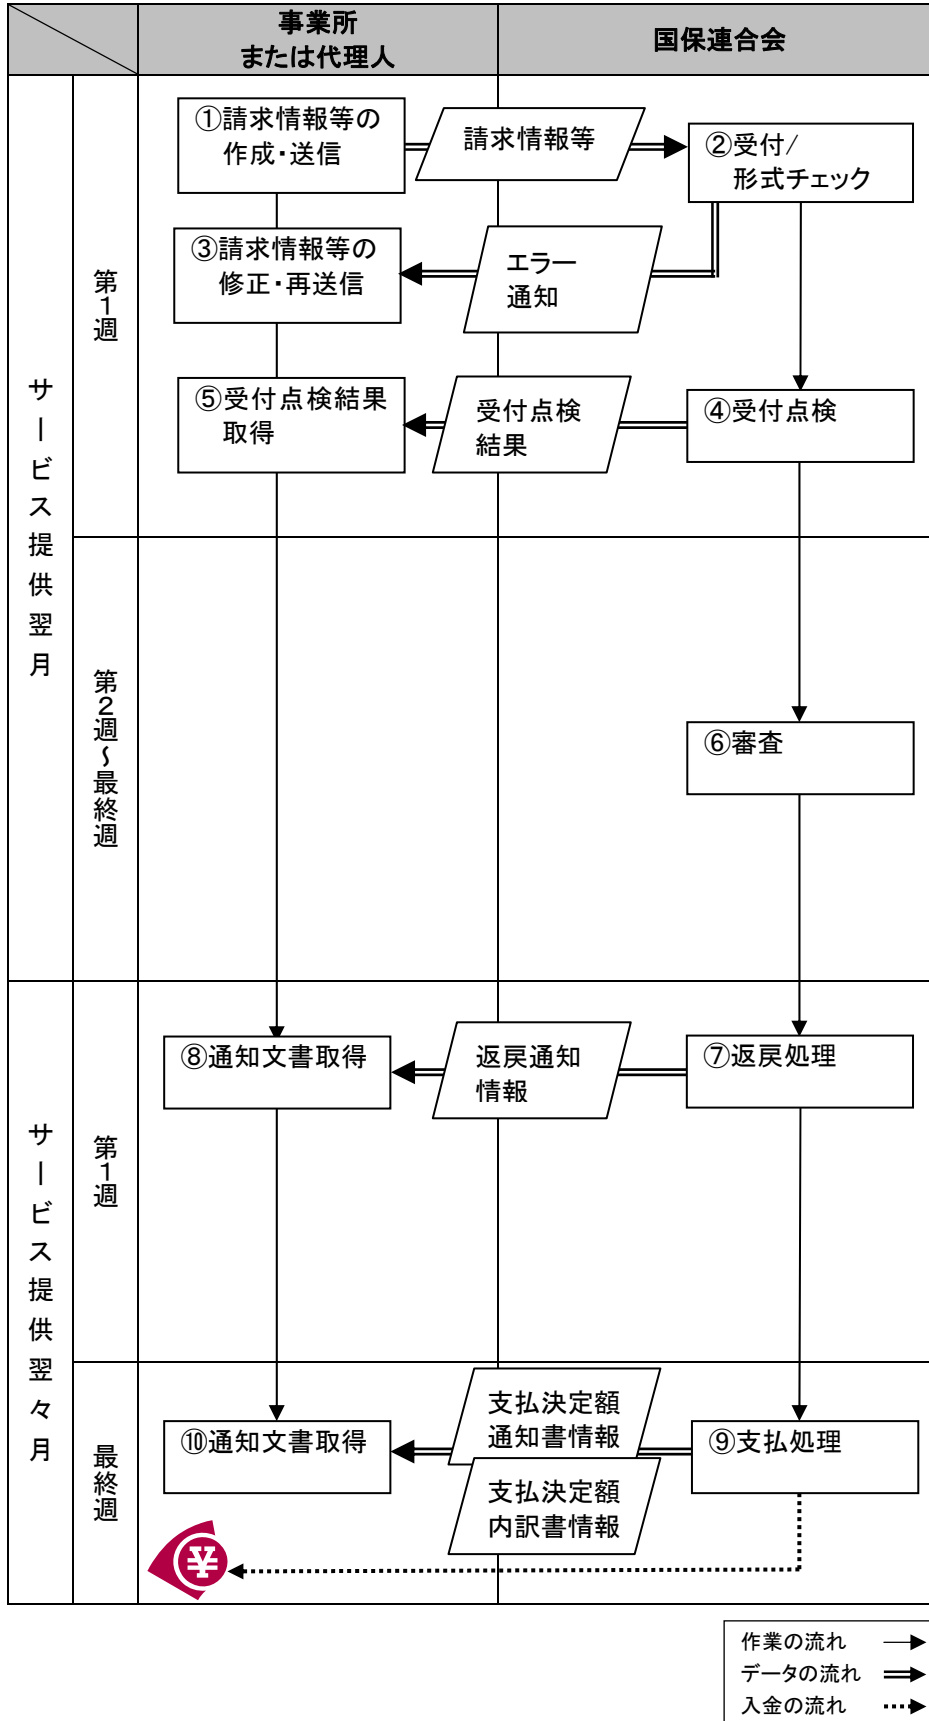 事業所
または代理人
国保連合会
サービス提供翌月
第1週
①請求情報等の
作成・送信
請求情報等
②受付/
形式チェック
③請求情報等の
修正・再送信
エラー
通知
⑤受付点検結果
取得
受付点検
結果
④受付点検
第2週～最終週
⑥審査
サービス提供翌々月
第1週
⑧通知文書取得
返戻通知
情報
⑦返戻処理
最終週
⑩通知文書取得
支払決定額
通知書情報
支払決定額
内訳書情報
⑨支払処理
¥
作業の流れ
データの流れ
入金の流れ